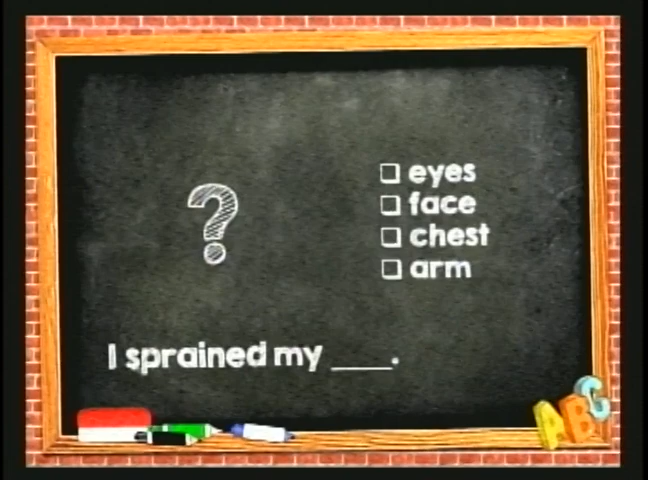 ?
❏ eyes
❏ face
❏ chest
❏ arm
I sprained my ____.
ABC